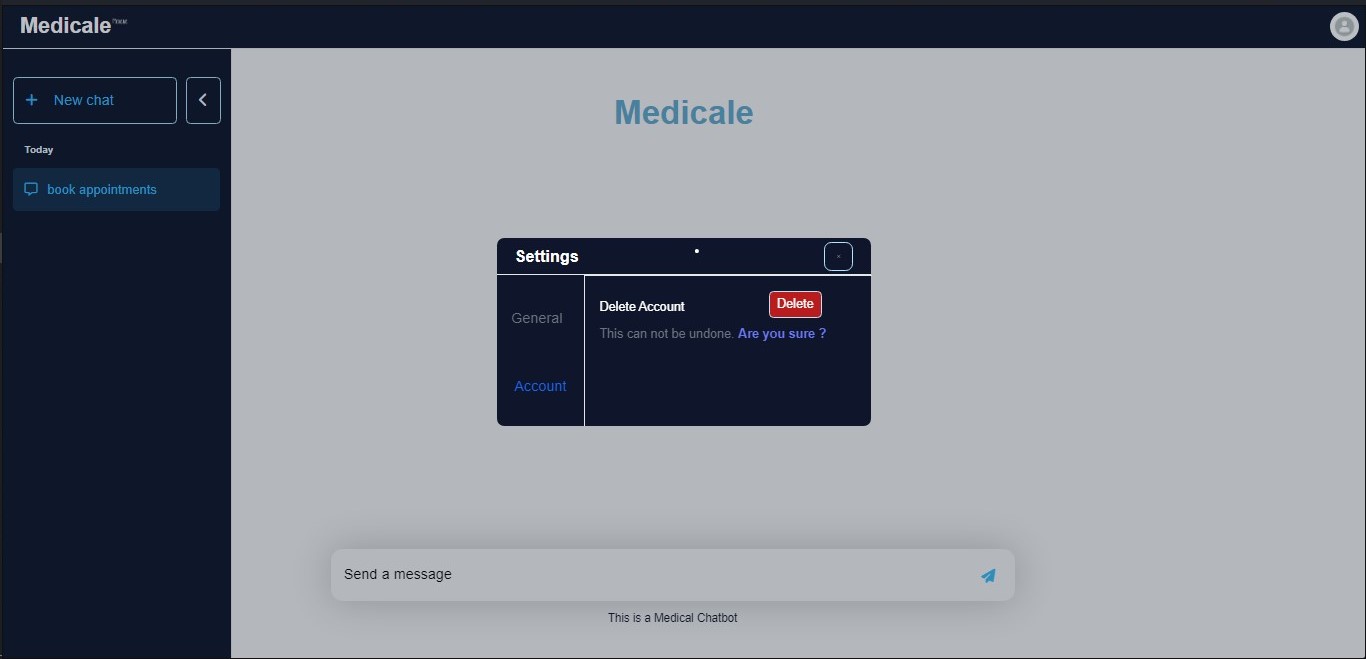 Medicale
New chat
Today
book appointments
Medicale
Settings
General
Account
Delete Account
Delete
This can not be undone. Are you sure ?
Send a message
This is a Medical Chatbot